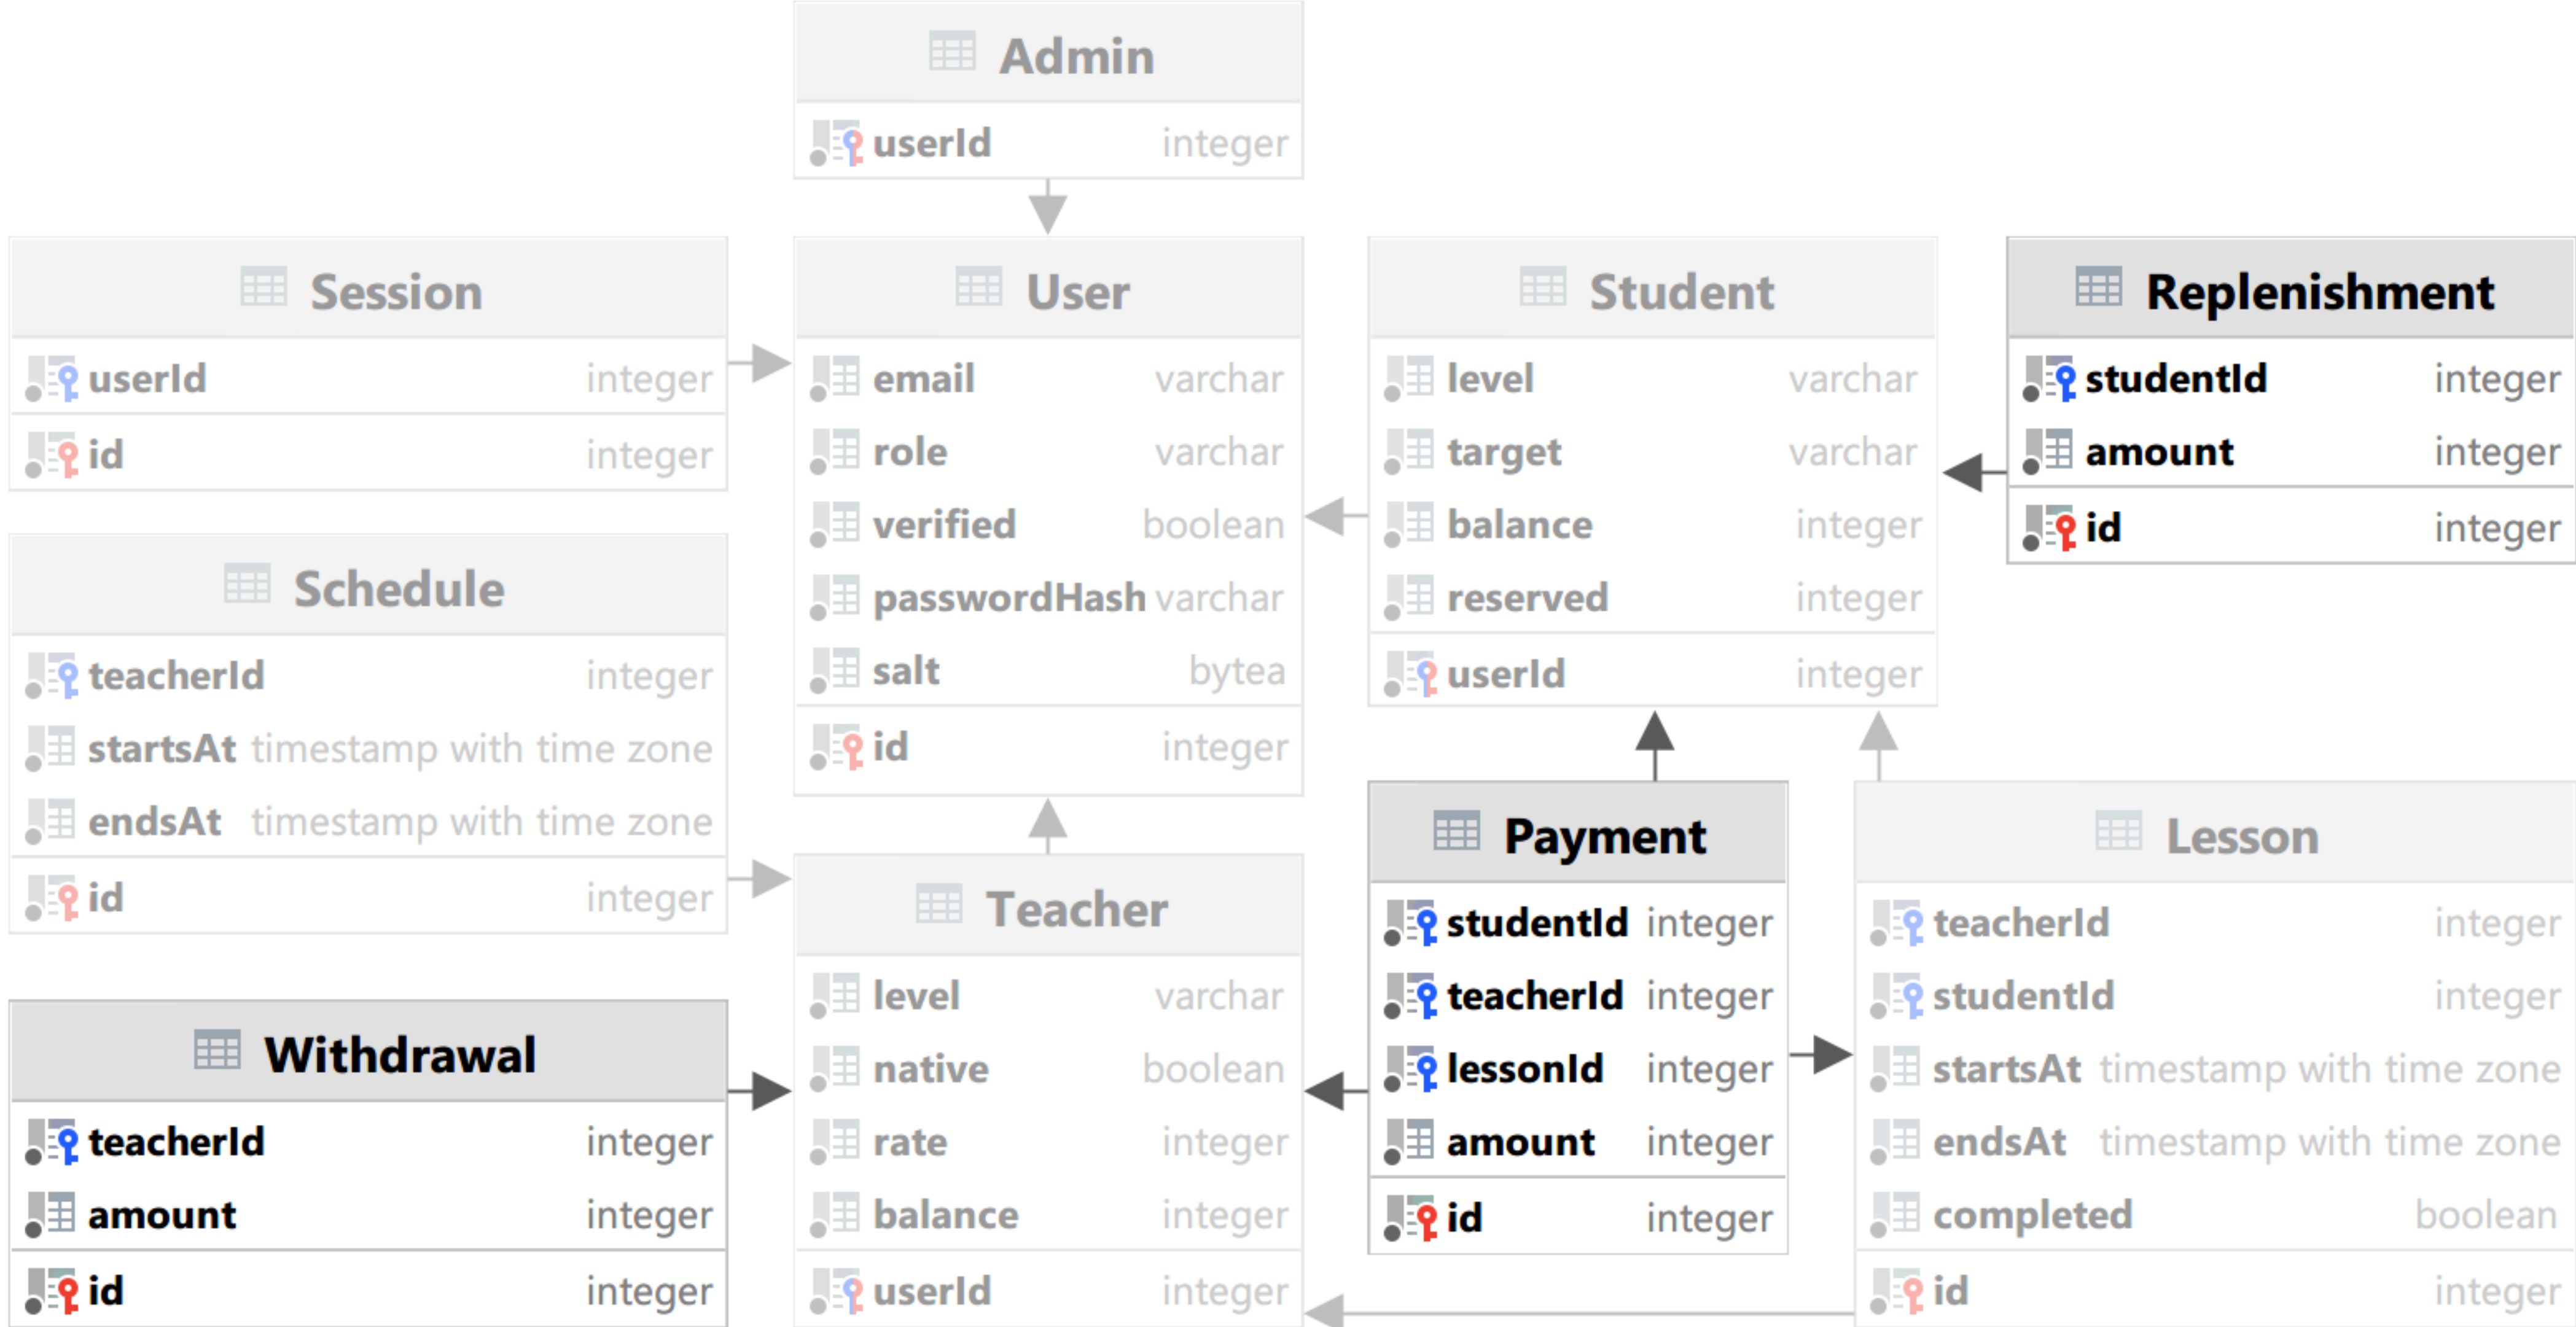 Admin
userId integer
Session
userId integer
id integer
User
email varchar
role varchar
verified boolean
passwordHash varchar
salt bytea
id integer
Student
level varchar
target varchar
balance integer
reserved integer
userId integer
Replenishment
studentId integer
amount integer
id integer
Schedule
teacherId integer
startsAt timestamp with time zone
endsAt timestamp with time zone
id integer
Withdrawal
teacherId integer
amount integer
id integer
Teacher
level varchar
native boolean
rate integer
balance integer
userId integer
Payment
studentId integer
teacherId integer
lessonId integer
amount integer
id integer
Lesson
teacherId integer
studentId integer
startsAt timestamp with time zone
endsAt timestamp with time zone
completed boolean
id integer